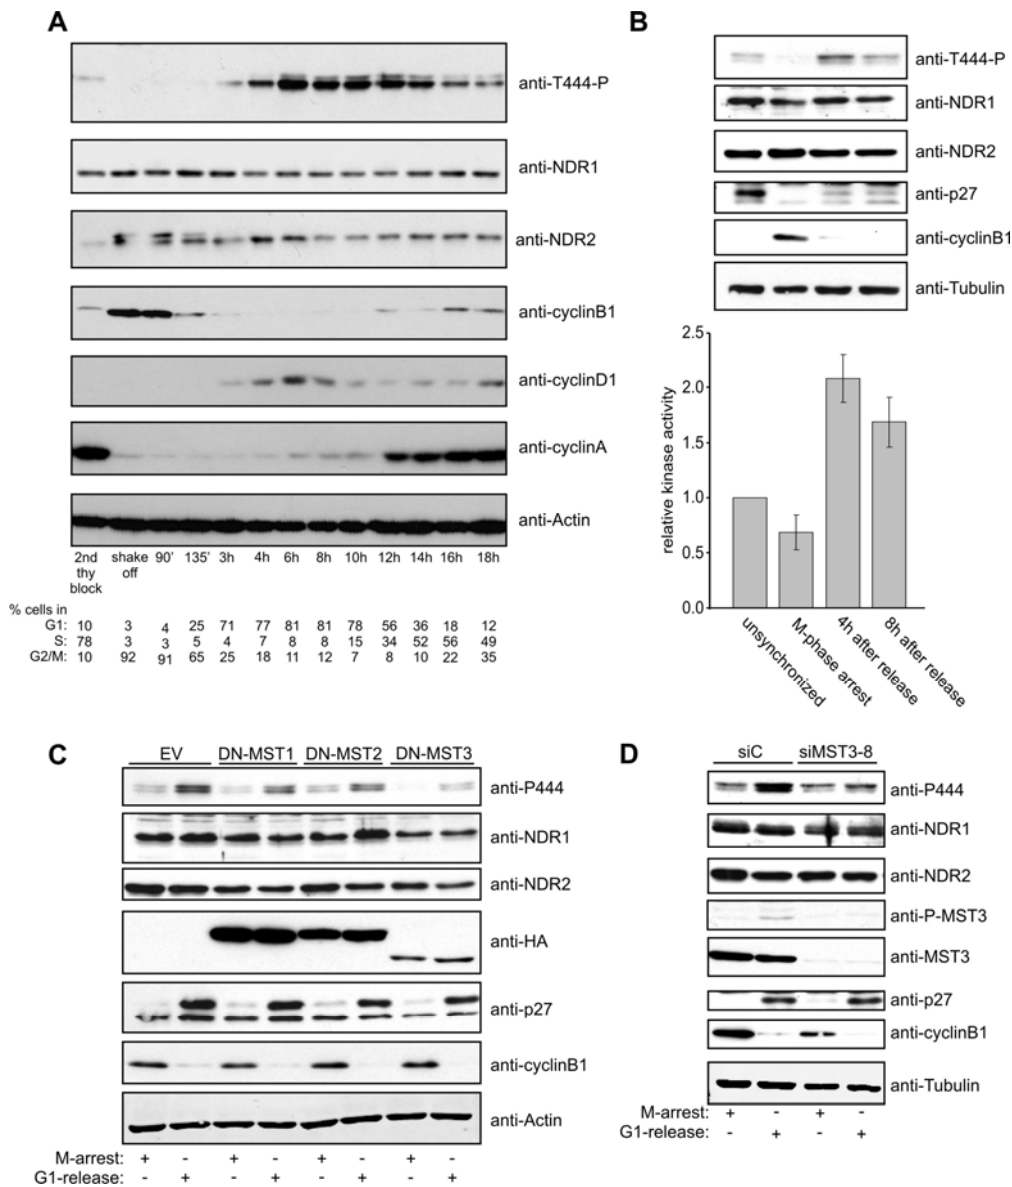 A
anti-T444-P
anti-NDR1
anti-NDR2
anti-cyclinB1
anti-cyclinD1
anti-cyclinA
anti-Actin
2nd thy block shake off 90' 135' 3h 4h 6h 8h 10h 12h 14h 16h 18h
% cells in
G1: 10 3 4 25 71 77 81 81 78 56 36 18 12
S: 78 3 3 5 4 7 8 8 15 34 52 56 49
G2/M: 10 92 91 65 25 18 11 12 7 8 10 22 35
B
anti-T444-P
anti-NDR1
anti-NDR2
anti-p27
anti-cyclinB1
anti-Tubulin
relative kinase activity
2.5
2.0
1.5
1.0
0.5
0.0
unsynchronized
M-phase arrest
4h after release
8h after release
C
EV DN-MST1 DN-MST2 DN-MST3
anti-P444
anti-NDR1
anti-NDR2
anti-HA
anti-p27
anti-cyclinB1
anti-Actin
M-arrest: + - + - + - + -
G1-release: - + - + - + - +
D
siC siMST3-8
anti-P444
anti-NDR1
anti-NDR2
anti-P-MST3
anti-MST3
anti-p27
anti-cyclinB1
anti-Tubulin
M-arrest: + - + -
G1-release: - + - +